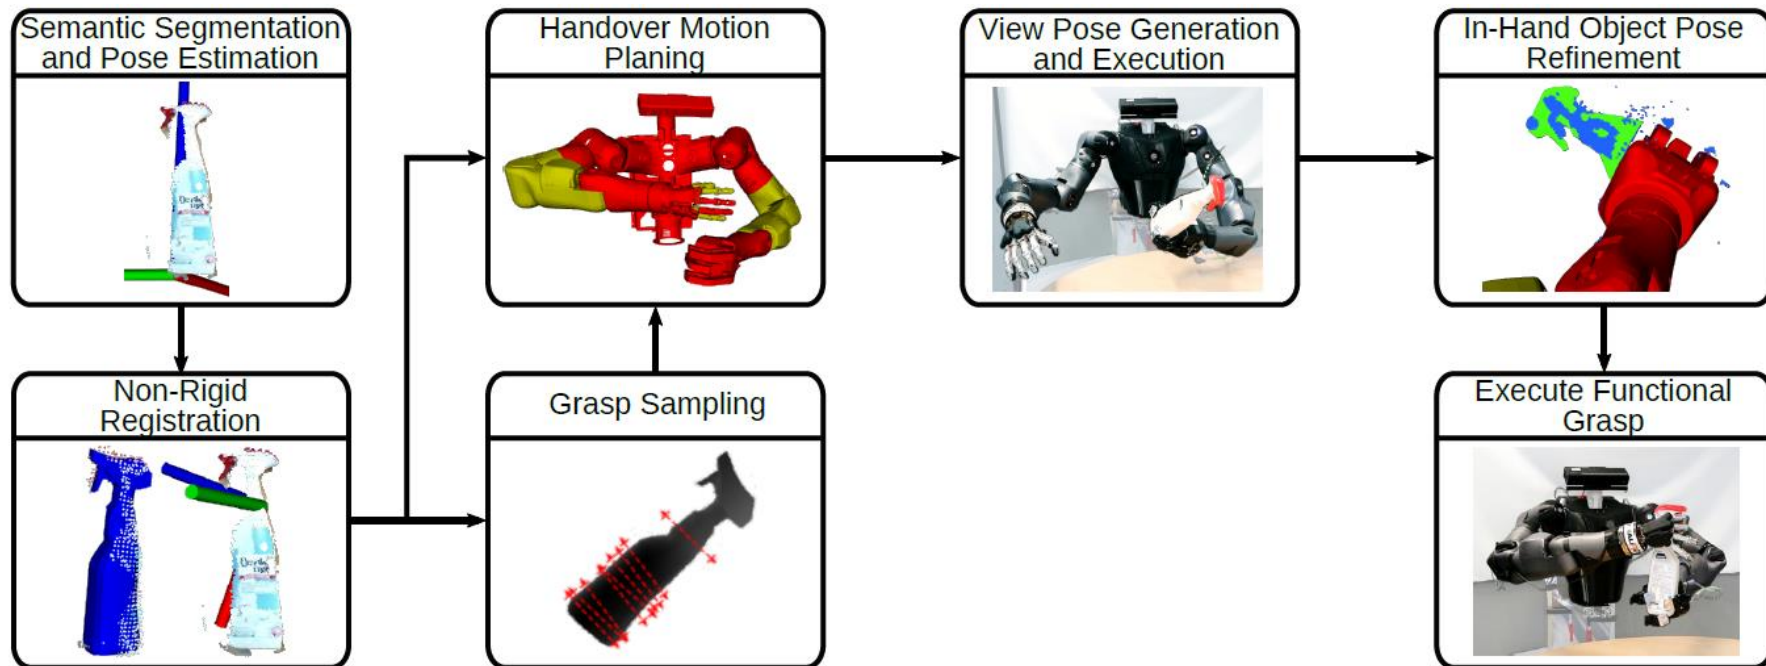 Semantic Segmentation
and Pose Estimation
Handover Motion
Planing
View Pose Generation
and Execution
In-Hand Object Pose
Refinement
Non-Rigid
Registration
Grasp Sampling
Execute Functional
Grasp